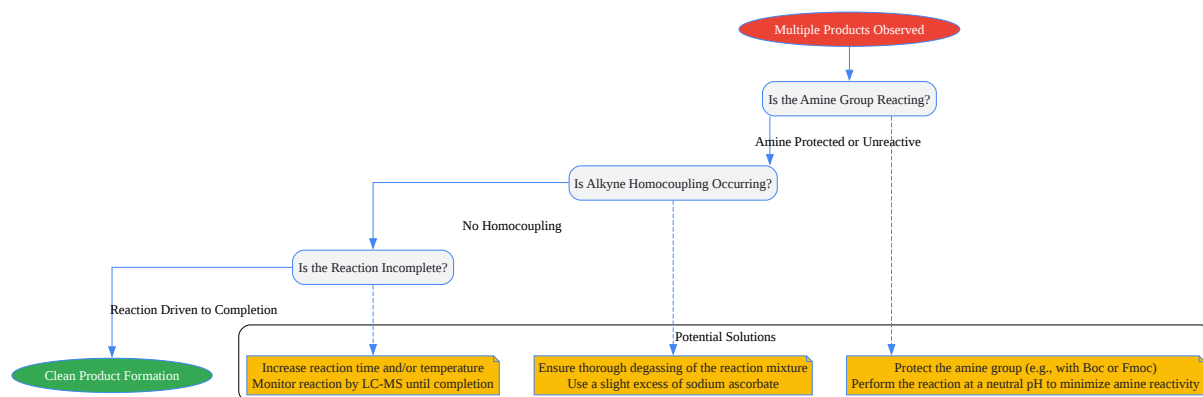 Multiple Products Observed
Is the Amine Group Reacting?
Amine Protected or Unreactive
Is Alkyne Homocoupling Occurring?
No Homocoupling
Is the Reaction Incomplete?
Reaction Driven to Completion
Clean Product Formation
Potential Solutions
Increase reaction time and/or temperature
Monitor reaction by LC-MS until completion
Ensure thorough degassing of the reaction mixture
Use a slight excess of sodium ascorbate
Protect the amine group (e.g., with Boc or Fmoc)
Perform the reaction at a neutral pH to minimize amine reactivity